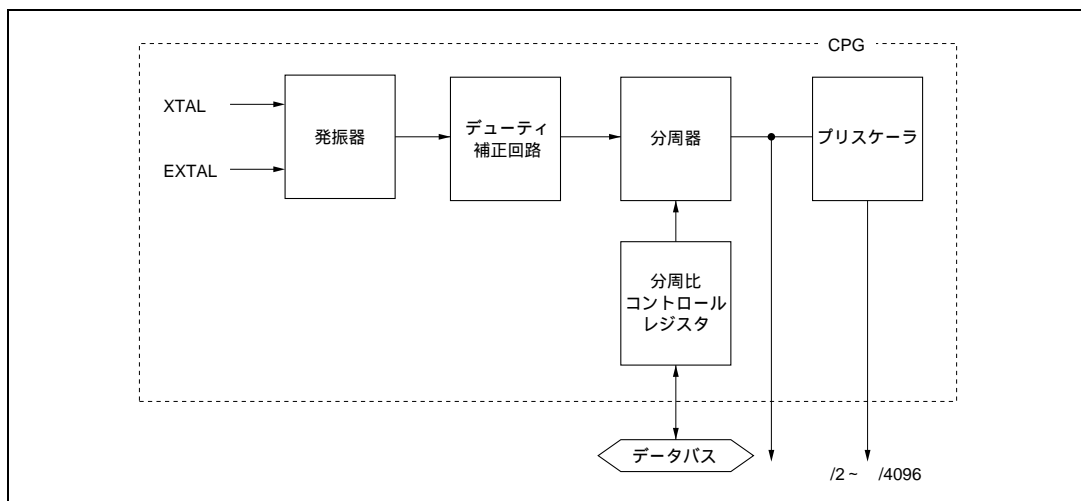 CPG
XTAL
EXTAL
発振器
デューティ
補正回路
分周器
プリスケーラ
分周比
コントロール
レジスタ
データバス
/2～ /4096